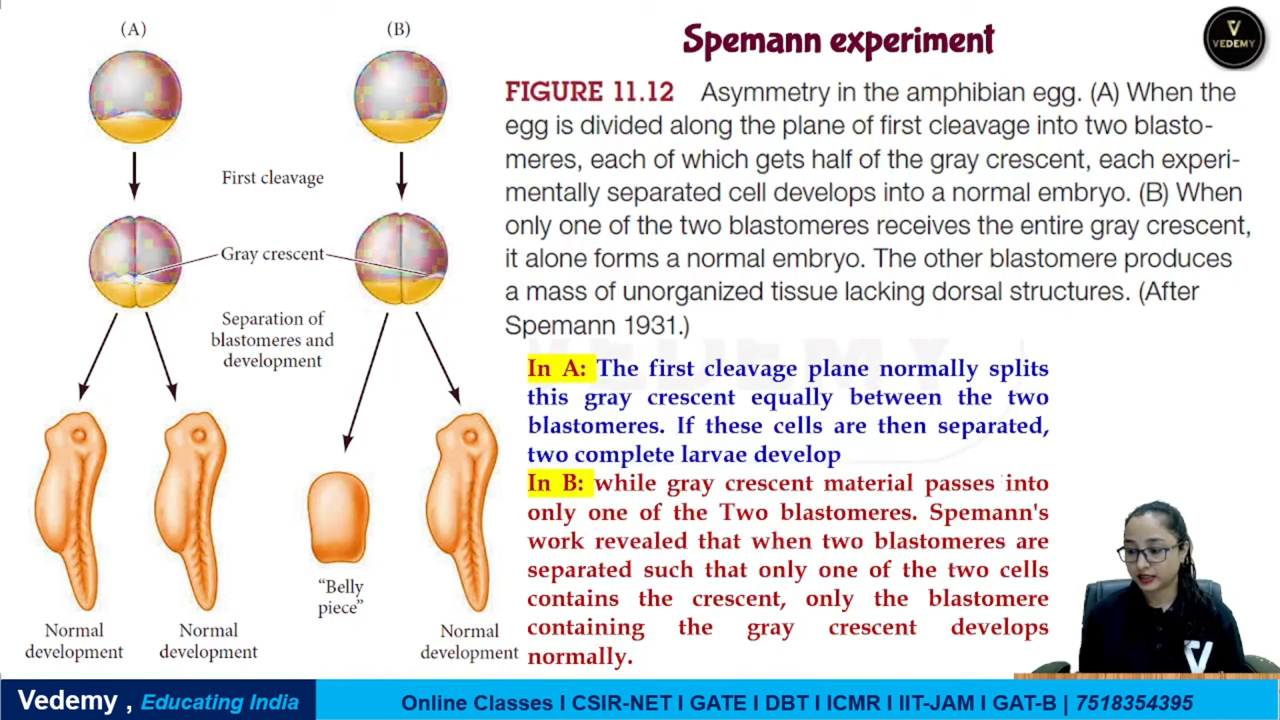 (A)
(B)
First cleavage
Gray crescent
Separation of
blastomeres and
development
"Belly
piece"
Normal
development
Normal
development
Normal
development
Spemann experiment
VEDEMY
FIGURE 11.12 Asymmetry in the amphibian egg. (A) When the
egg is divided along the plane of first cleavage into two blasto-
meres, each of which gets half of the gray crescent, each experi-
mentally separated cell develops into a normal embryo. (B) When
only one of the two blastomeres receives the entire gray crescent,
it alone forms a normal embryo. The other blastomere produces
a mass of unorganized tissue lacking dorsal structures. (After
Spemann 1931.)
VEDEMY
In A: The first cleavage plane normally splits
this gray crescent equally between the two
blastomeres. If these cells are then separated,
two complete larvae develop
In B: while gray crescent material passes into
only one of the Two blastomeres. Spemann's
work revealed that when two blastomeres are
separated such that only one of the two cells
contains the crescent, only the blastomere
containing the gray crescent develops
normally.
Vedemy , Educating India
Online Classes I CSIR-NET I GATE I DBT I ICMR I IIT-JAM I GAT-B | 7518354395